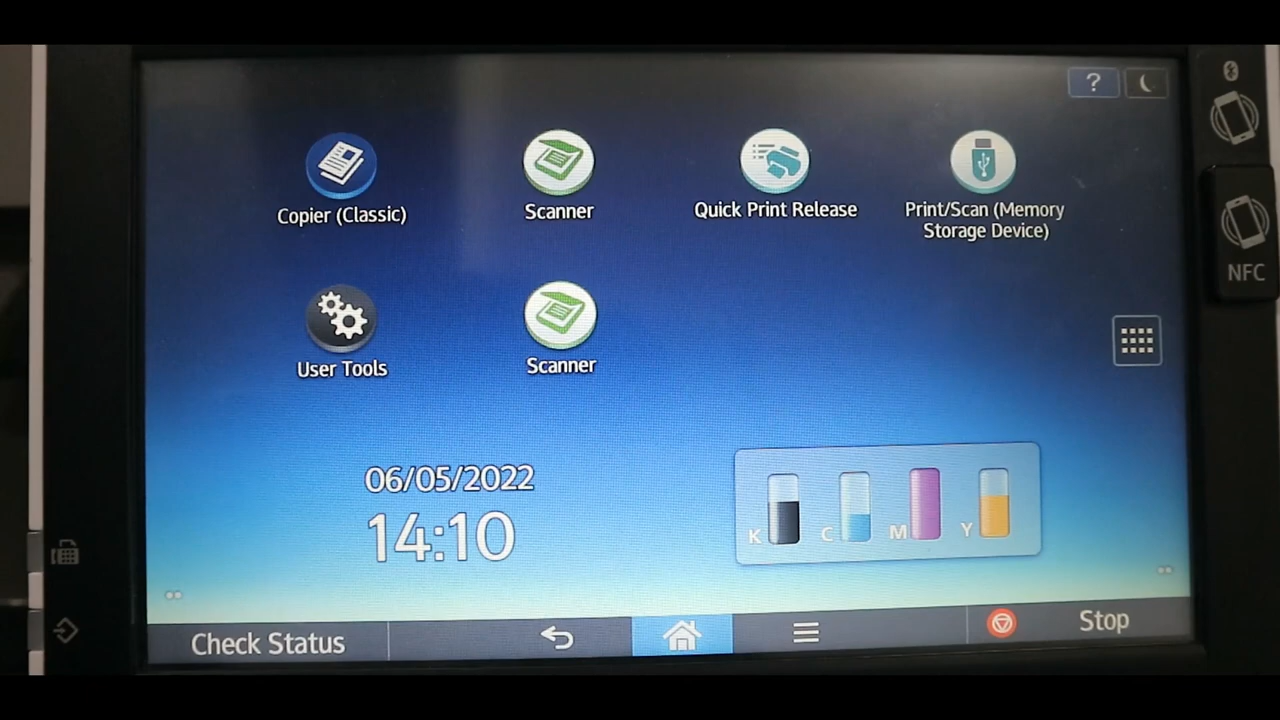 ?
Copier (Classic)
Scanner
Quick Print Release
Print/Scan (Memory
Storage Device)
NFC
User Tools
Scanner
06/05/2022
14:10
K
C
M
Y
Check Status
Stop